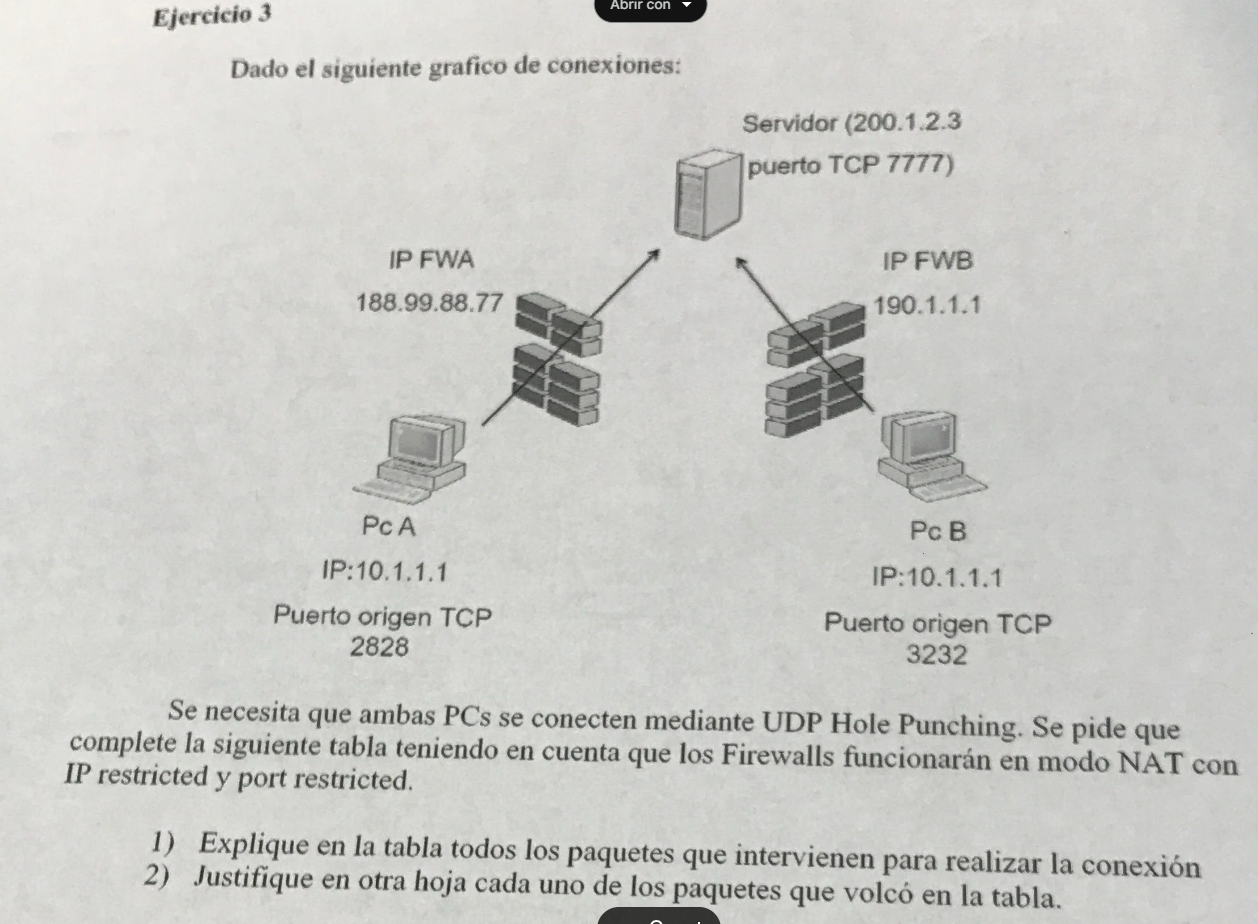 Abrir con
Ejercicio 3
Dado el siguiente grafico de conexiones:
Servidor (200.1.2.3
puerto TCP 7777)
IP FWA
188.99.88.77
IP FWB
190.1.1.1
Pc A
IP:10.1.1.1
Puerto origen TCP
2828
Pc B
IP:10.1.1.1
Puerto origen TCP
3232
Se necesita que ambas PCs se conecten mediante UDP Hole Punching. Se pide que
complete la siguiente tabla teniendo en cuenta que los Firewalls funcionarán en modo NAT con
IP restricted y port restricted.
1) Explique en la tabla todos los paquetes que intervienen para realizar la conexión
2) Justifique en otra hoja cada uno de los paquetes que volcó en la tabla.